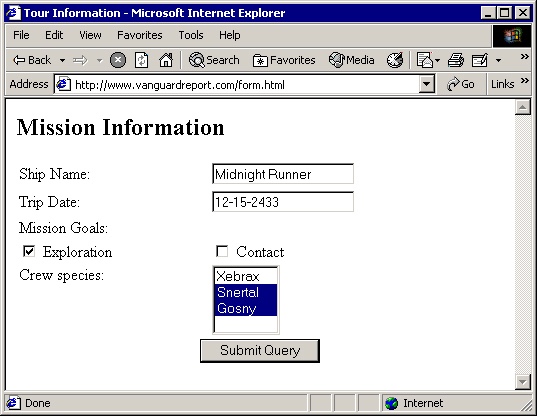 Tour Information - Microsoft Internet Explorer
File Edit View Favorites Tools Help
Back Search Favorites Media
Address http://www.vanguardreport.com/form.html Go Links
Mission Information
Ship Name: Midnight Runner
Trip Date: 12-15-2433
Mission Goals:
Exploration Contact
Crew species: Xebrax
Snertal
Gosny
Submit Query
Done Internet